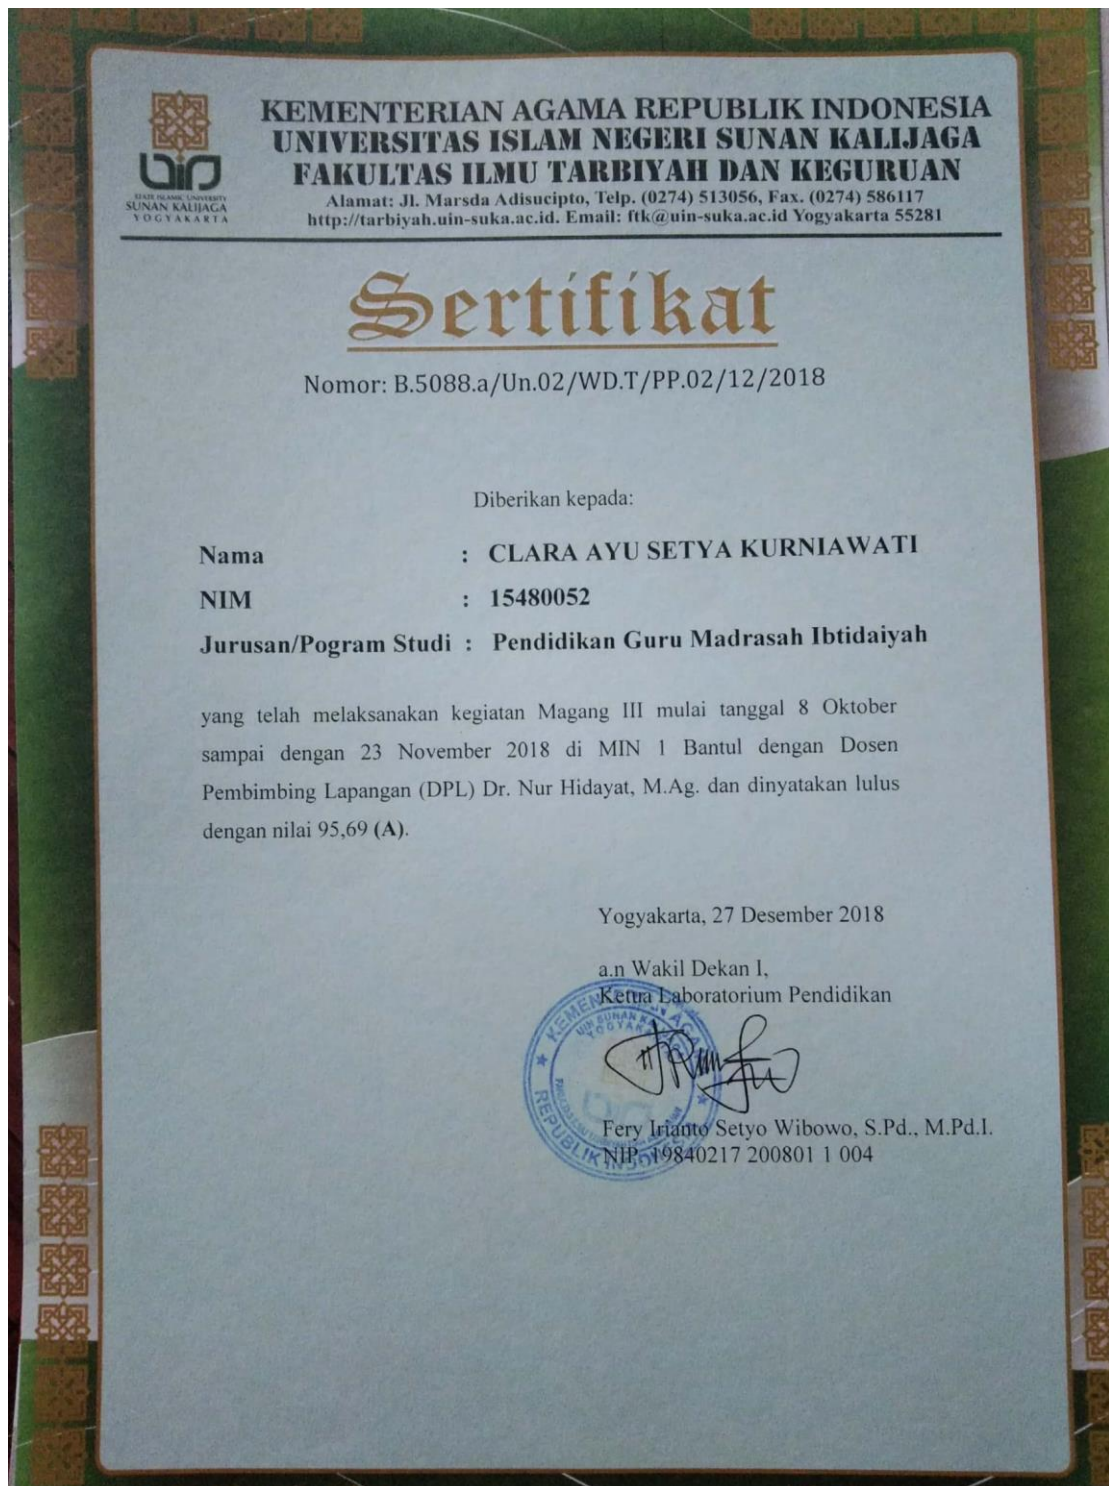 KEMENTERIAN AGAMA REPUBLIK INDONESIA
UNIVERSITAS ISLAM NEGERI SUNAN KALIJAGA
FAKULTAS ILMU TARBIYAH DAN KEGURUAN
Alamat: Jl. Marsda Adisucipto, Telp. (0274) 513056, Fax. (0274) 586117
http://tarbiyah.uin-suka.ac.id. Email: ftk@uin-suka.ac.id Yogyakarta 55281
STATE ISLAMIC UNIVERSITY
SUNAN KALIJAGA
YOGYAKARTA
Sertifikat
Nomor: B.5088.a/Un.02/WD.T/PP.02/12/2018
Diberikan kepada:
Nama : CLARA AYU SETYA KURNIAWATI
NIM : 15480052
Jurusan/Pogram Studi : Pendidikan Guru Madrasah Ibtidaiyah
yang telah melaksanakan kegiatan Magang III mulai tanggal 8 Oktober
sampai dengan 23 November 2018 di MIN 1 Bantul dengan Dosen
Pembimbing Lapangan (DPL) Dr. Nur Hidayat, M.Ag. dan dinyatakan lulus
dengan nilai 95,69 (A).
Yogyakarta, 27 Desember 2018
a.n Wakil Dekan I,
Ketua Laboratorium Pendidikan
REPUBLIK INDONESIA
Fery Irianto Setyo Wibowo, S.Pd., M.Pd.I.
NIP. 19840217 200801 1 004